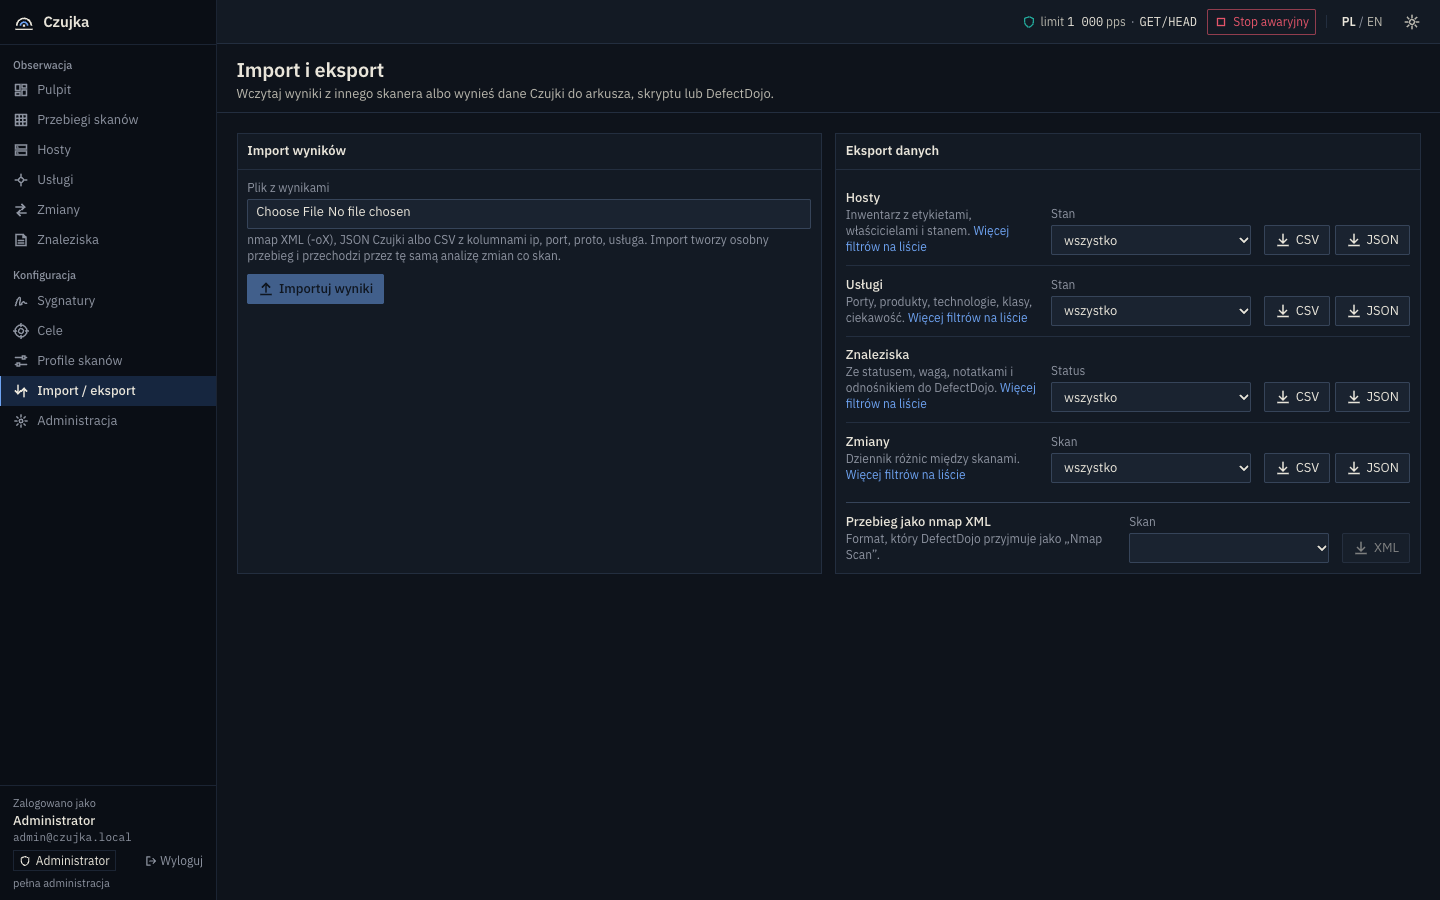 Czujka
limit 1 000 pps · GET/HEAD
Stop awaryjny
PL / EN
Obserwacja
Pulpit
Przebiegi skanów
Hosty
Usługi
Zmiany
Znaleziska
Konfiguracja
Sygnatury
Cele
Profile skanów
Import / eksport
Administracja
Zalogowano jako
Administrator
admin@czujka.local
Administrator
Wyloguj
pełna administracja
Import i eksport
Wczytaj wyniki z innego skanera albo wynieś dane Czujki do arkusza, skryptu lub DefectDojo.
Import wyników
Plik z wynikami
Choose File No file chosen
nmap XML (-oX), JSON Czujki albo CSV z kolumnami ip, port, proto, usługa. Import tworzy osobny
przebieg i przechodzi przez tę samą analizę zmian co skan.
Importuj wyniki
Eksport danych
Hosty
Inwentarz z etykietami,
właścicielami i stanem. Więcej
filtrów na liście
Stan
wszystko
CSV
JSON
Usługi
Porty, produkty, technologie, klasy,
ciekawość. Więcej filtrów na liście
Stan
wszystko
CSV
JSON
Znaleziska
Ze statusem, wagą, notatkami i
odnośnikiem do DefectDojo. Więcej
filtrów na liście
Status
wszystko
CSV
JSON
Zmiany
Dziennik różnic między skanami.
Więcej filtrów na liście
Skan
wszystko
CSV
JSON
Przebieg jako nmap XML
Format, który DefectDojo przyjmuje jako „Nmap
Scan”.
Skan
XML